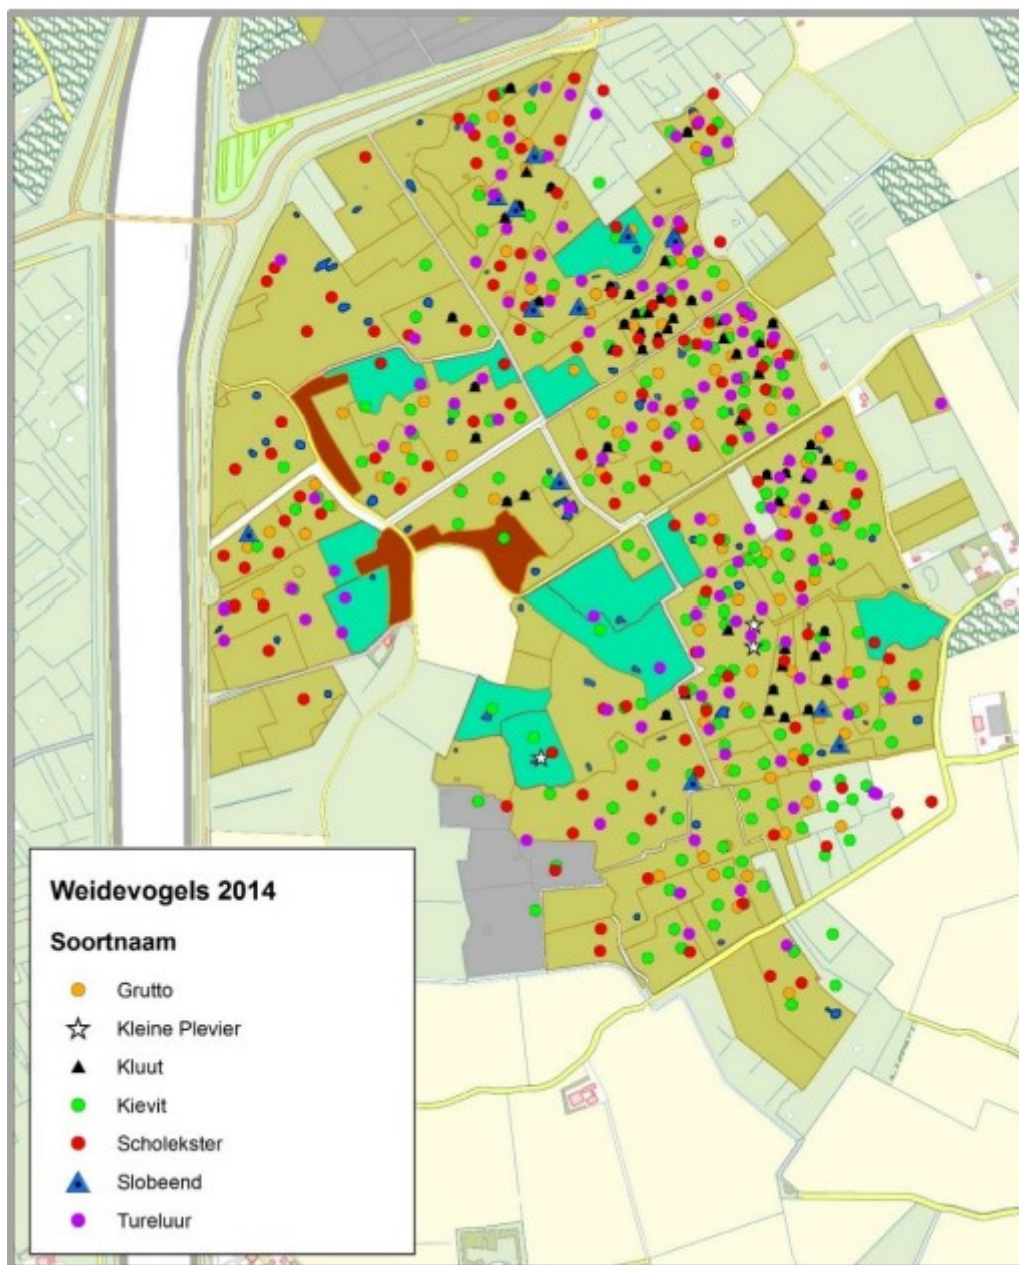 Weidevogels 2014
Soortnaam
Grutto
Kleine Plevier
Kluut
Kievit
Scholekster
Slobeend
Tureluur